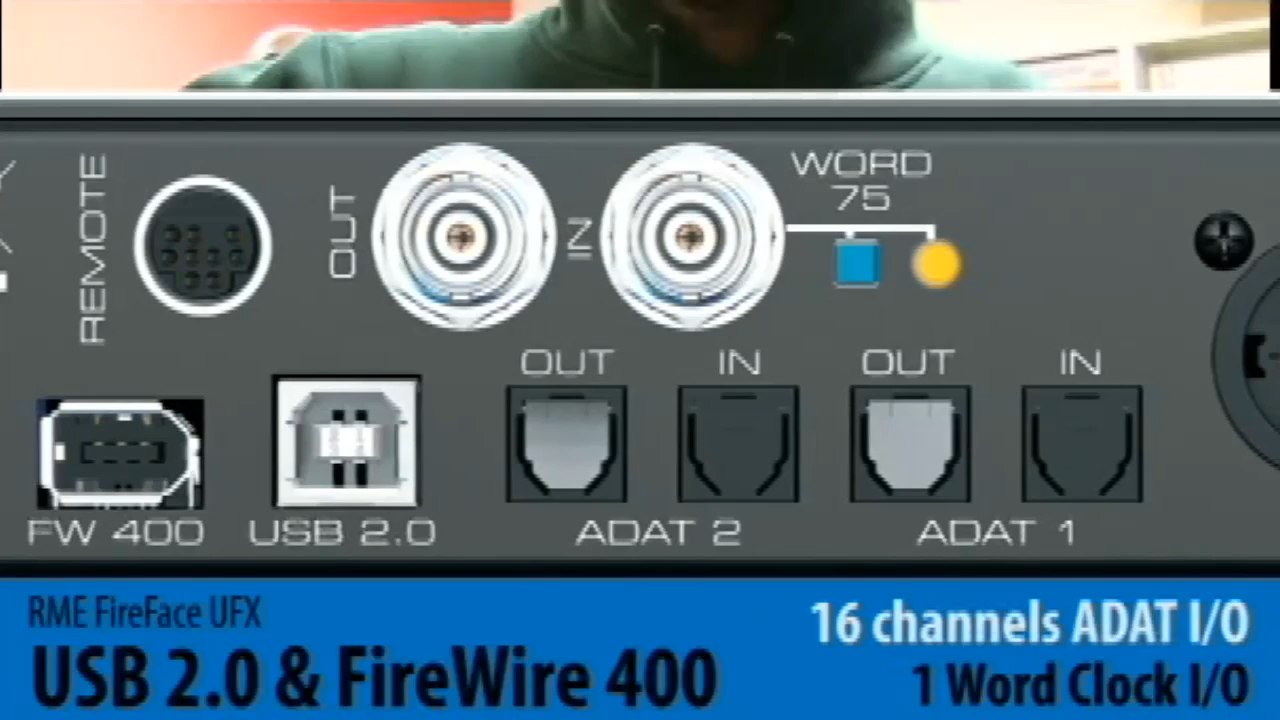 REMOTE
OUT
IN
WORD
75
OUT
IN
OUT
IN
FW 400
USB 2.0
ADAT 2
ADAT 1
RME FireFace UFX
USB 2.0 & FireWire 400
16 channels ADAT I/O
1 Word Clock I/O